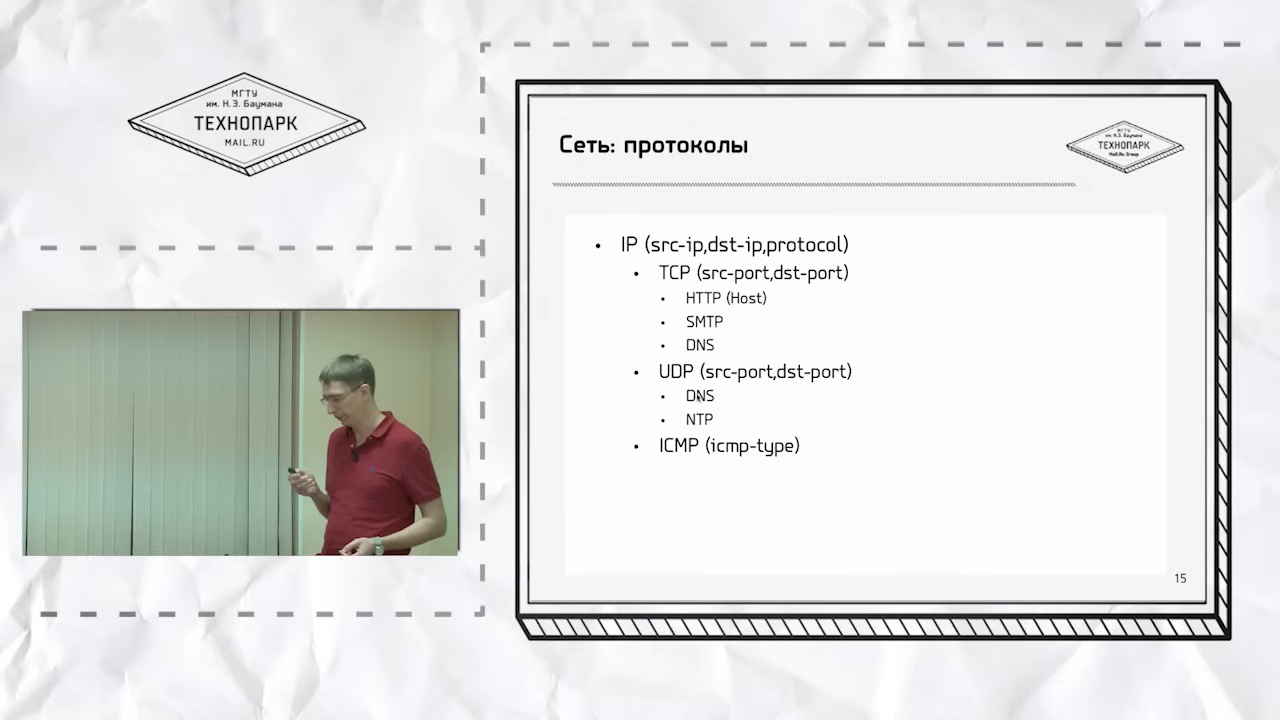 МГТУ
им. Н.Э. Баумана
ТЕХНОПАРК
MAIL.RU
Сеть: протоколы
МГТУ
им. Н.Э. Баумана
ТЕХНОПАРК
Mail.Ru Group
• IP (src-ip,dst-ip,protocol)
• TCP (src-port,dst-port)
• HTTP (Host)
• SMTP
• DNS
• UDP (src-port,dst-port)
• DNS
• NTP
• ICMP (icmp-type)
15